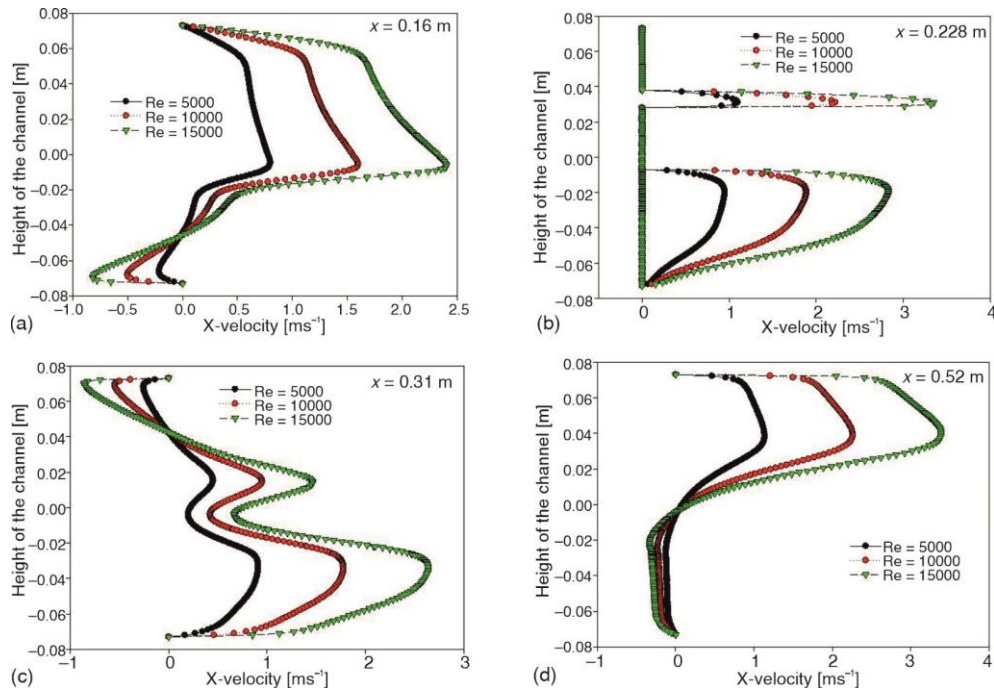 (a)
x = 0.16 m
Height of the channel [m]
0.08
0.06
0.04
0.02
0.00
−0.02
−0.04
−0.06
−0.08
Re = 5000
Re = 10000
Re = 15000
−1.0 −0.5 0.0 0.5 1.0 1.5 2.0 2.5
X-velocity [ms⁻¹]
(b)
x = 0.228 m
Height of the channel [m]
0.08
0.06
0.04
0.02
0.00
−0.02
−0.04
−0.06
−0.08
Re = 5000
Re = 10000
Re = 15000
0 1 2 3 4
X-velocity [ms⁻¹]
(c)
x = 0.31 m
Height of the channel [m]
0.08
0.06
0.04
0.02
0.00
−0.02
−0.04
−0.06
0.08
Re = 5000
Re = 10000
Re = 15000
−1 0 1 2 3
X-velocity [ms⁻¹]
(d)
x = 0.52 m
Height of the channel [m]
0.08
0.06
0.04
0.02
0.00
−0.02
−0.04
−0.06
−0.08
Re = 5000
Re = 10000
Re = 15000
−1 0 1 2 3 4
X-velocity [ms⁻¹]